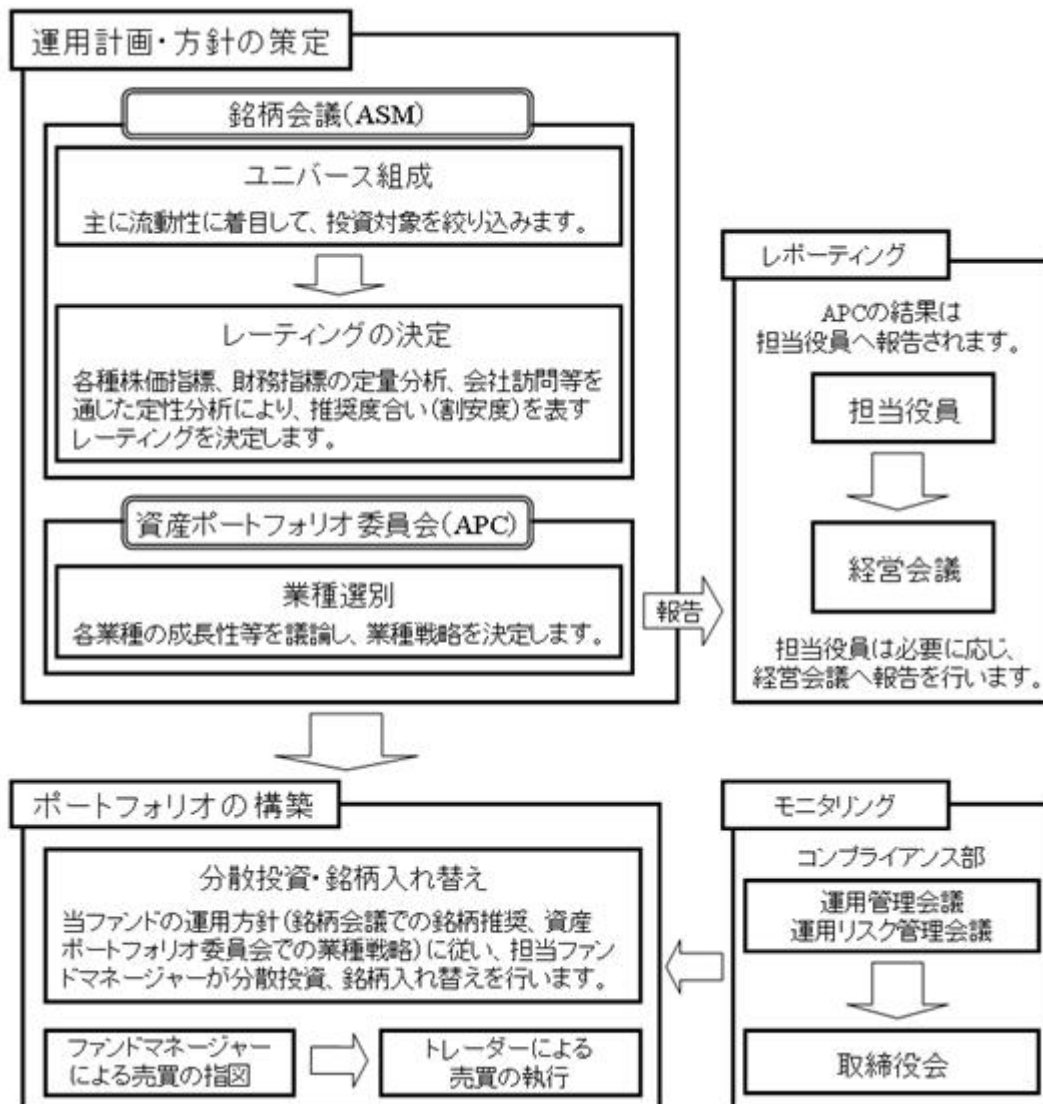 運用計画・方針の策定
銘柄会議(ASM)
ユニバース組成
主に流動性に着目して、投資対象を絞り込みます。
レーティングの決定
各種株価指標、財務指標の定量分析、会社訪問等を
通じた定性分析により、推奨度合い(割安度)を表す
レーティングを決定します。
資産ポートフォリオ委員会(APC)
業種選別
各業種の成長性等を議論し、業種戦略を決定します。
報告
レポーティング
APCの結果は
担当役員へ報告されます。
担当役員
経営会議
担当役員は必要に応じ、
経営会議へ報告を行います。
ポートフォリオの構築
分散投資・銘柄入れ替え
当ファンドの運用方針(銘柄会議での銘柄推奨、資産
ポートフォリオ委員会での業種戦略)に従い、担当ファン
ドマネージャーが分散投資、銘柄入れ替えを行います。
ファンドマネージャー
による売買の指図
トレーダーによる
売買の執行
モニタリング
コンプライアンス部
運用管理会議
運用リスク管理会議
取締役会